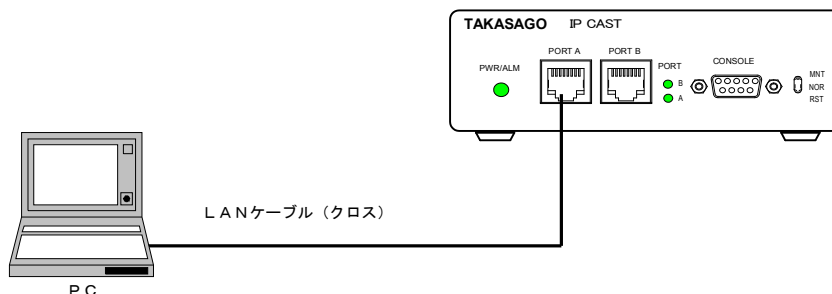 TAKASAGO IP CAST
PORT A PORT B
PWR/ALM
PORT
B
A
CONSOLE
MNT
NOR
RST
LANケーブル（クロス）
PC